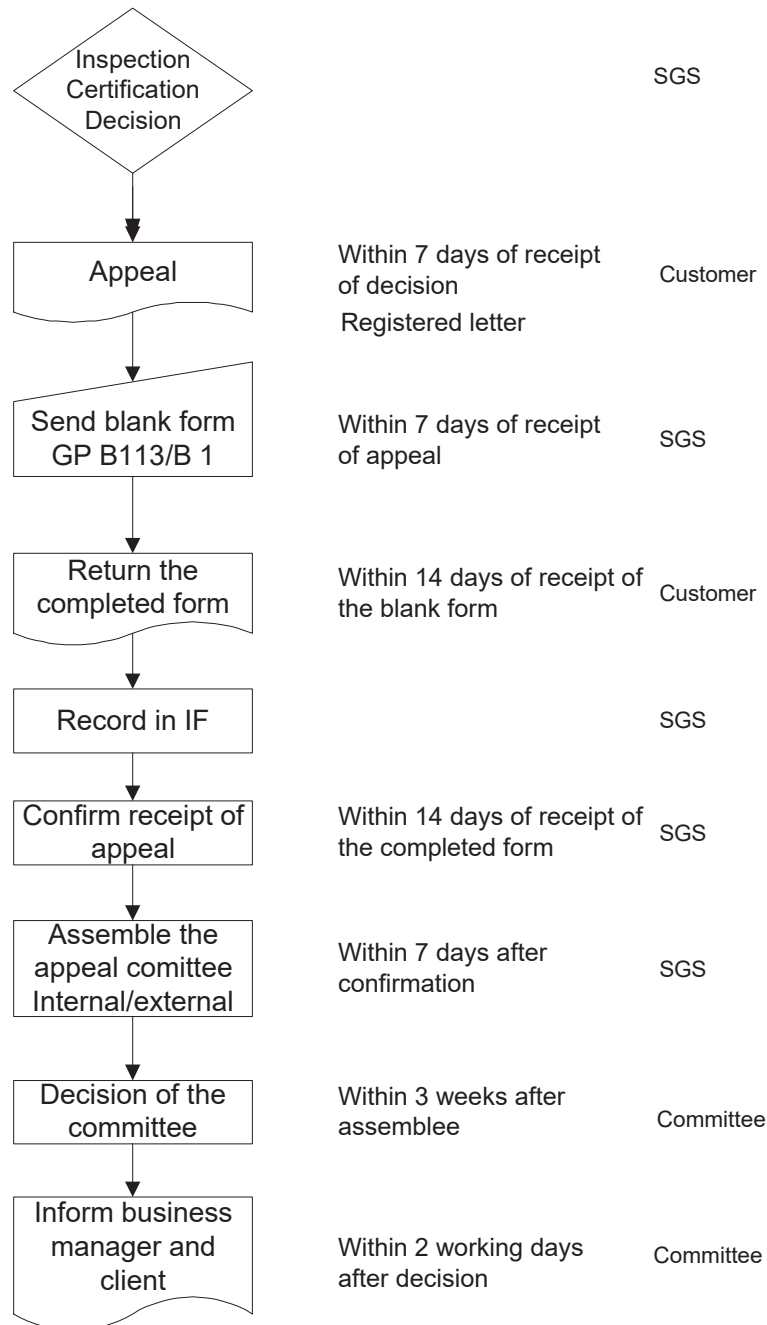 Inspection
Certification
Decision
SGS
Appeal
Within 7 days of receipt
of decision
Registered letter
Customer
Send blank form
GP B113/B 1
Within 7 days of receipt
of appeal
SGS
Return the
completed form
Within 14 days of receipt of
the blank form
Customer
Record in IF
SGS
Confirm receipt of
appeal
Within 14 days of receipt of
the completed form
SGS
Assemble the
appeal comittee
Internal/external
Within 7 days after
confirmation
SGS
Decision of the
committee
Within 3 weeks after
assemblee
Committee
Inform business
manager and
client
Within 2 working days
after decision
Committee